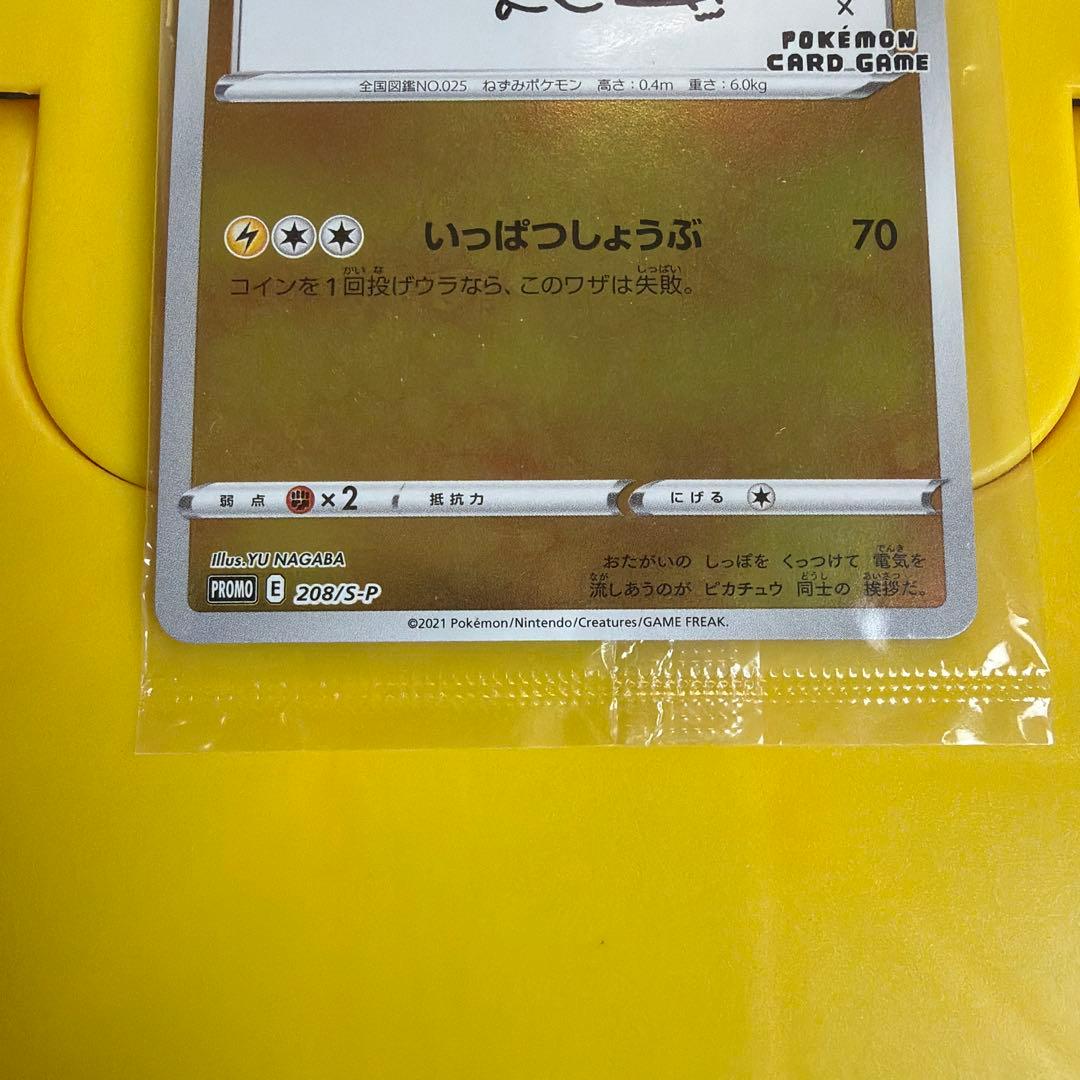 ×
POKÉMON
CARD GAME
全国図鑑NO.025 ねずみポケモン 高さ：0.4m 重さ：6.0kg
いっぱつしょうぶ 70
コインを1回投げウラなら、このワザは失敗。
弱点 ×2 抵抗力 にげる
Illus. YU NAGABA
PROMO E 208/S-P
おたがいの しっぽを くっつけて 電気を
流しあうのが ピカチュウ 同士の 挨拶だ。
©2021 Pokémon/Nintendo/Creatures/GAME FREAK.